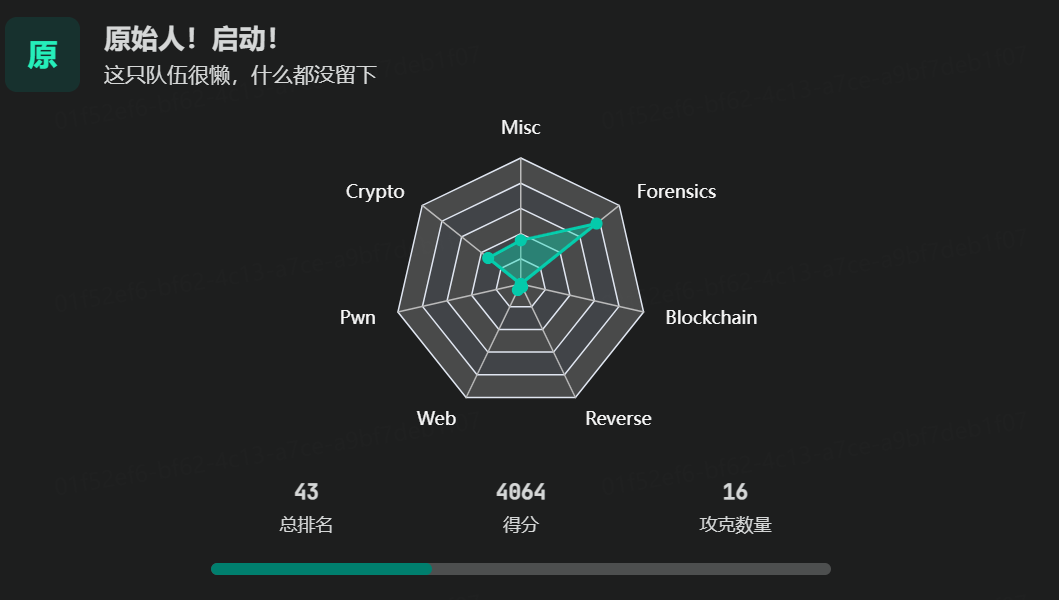 原
原始人！启动！
这只队伍很懒，什么都没留下
Misc
Crypto
Forensics
Pwn
Blockchain
Web
Reverse
43
4064
16
总排名
得分
攻克数量